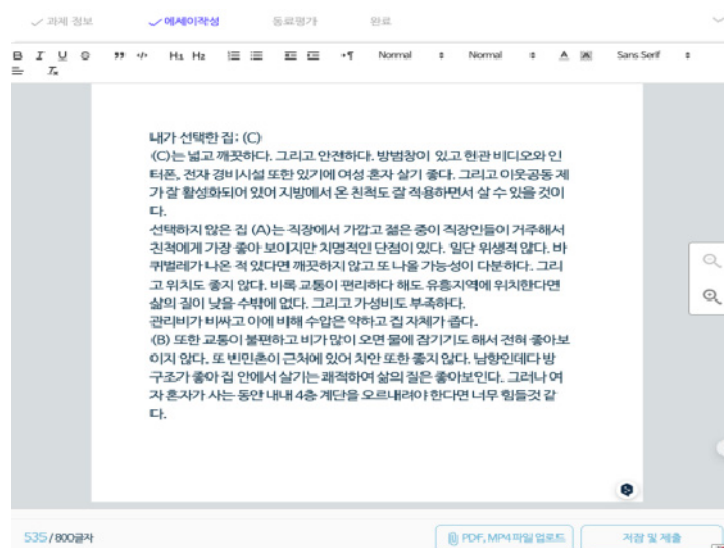 과제 정보
에세이작성
동료평가
완료
B I U H1 H2 Normal Normal A A Sans Serif
내가 선택한 집: (C)
(C)는 넓고 깨끗하다. 그리고 안전하다. 방범창이 있고 현관 비디오와 인
터폰, 전자 경비시설 또한 있기에 여성 혼자 살기 좋다. 그리고 이웃공동 제
가 잘 활성화되어 있어 지방에서 온 친척도 잘 적용하면서 살 수 있을 것이
다.
선택하지 않은 집 (A)는 직장에서 가깝고 젊은 중이 직장인들이 거주해서
친척에게 가장 좋아 보이지만 치명적인 단점이 있다. 일단 위생적 않다. 바
퀴벌레가 나온 적 있다면 깨끗하지 않고 또 나올 가능성이 다분하다. 그리
고 위치도 좋지 않다. 비록 교통이 편리하다 해도 유흥지역에 위치한다면
삶의 질이 낮을 수밖에 없다. 그리고 가성비도 부족하다.
관리비가 비싸고 이에 비해 수압은 약하고 집 자체가 좁다.
(B) 또한 교통이 불편하고 비가 많이 오면 물에 잠기기도 해서 전혀 좋아보
이지 않다. 또 빈민촌이 근처에 있어 치안 또한 좋지 않다. 남향인데다 방
구조가 좋아 집 안에서 살기는 쾌적하여 삶의 질은 좋아보인다. 그러나 여
자 혼자가 사는 동안 내내 4층 계단을 오르내려야 한다면 너무 힘들것 같
다.
535 / 800글자
PDF, MP4 파일 업로드
저장 및 제출